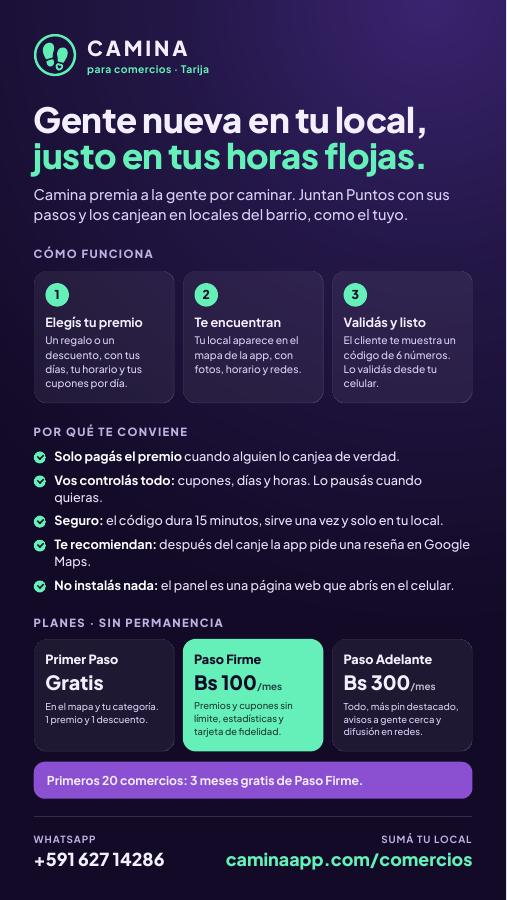 CAMINA
para comercios · Tarija
Gente nueva en tu local,
justo en tus horas flojas.
Camina premia a la gente por caminar. Juntan Puntos con sus
pasos y los canjean en locales del barrio, como el tuyo.
CÓMO FUNCIONA
1
Elegís tu premio
Un regalo o un
descuento, con tus
días, tu horario y tus
cupones por día.
2
Te encuentran
Tu local aparece en el
mapa de la app, con
fotos, horario y redes.
3
Validás y listo
El cliente te muestra un
código de 6 números.
Lo validás desde tu
celular.
POR QUÉ TE CONVIENE
Solo pagás el premio cuando alguien lo canjea de verdad.
Vos controlás todo: cupones, días y horas. Lo pausás cuando
quieras.
Seguro: el código dura 15 minutos, sirve una vez y solo en tu local.
Te recomiendan: después del canje la app pide una reseña en Google
Maps.
No instalás nada: el panel es una página web que abrís en el celular.
PLANES · SIN PERMANENCIA
Primer Paso
Gratis
En el mapa y tu categoría.
1 premio y 1 descuento.
Paso Firme
Bs 100/mes
Premios y cupones sin
límite, estadísticas y
tarjeta de fidelidad.
Paso Adelante
Bs 300/mes
Todo, más pin destacado,
avisos a gente cerca y
difusión en redes.
Primeros 20 comercios: 3 meses gratis de Paso Firme.
WHATSAPP
+591 627 14286
SUMÁ TU LOCAL
caminaapp.com/comercios